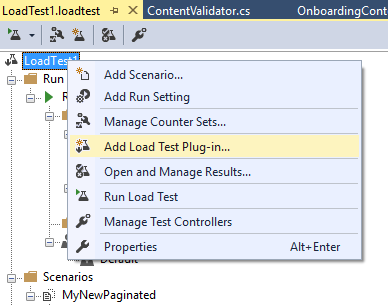 LoadTest1.loadtest ContentValidator.cs OnboardingCont
LoadTest1
Add Scenario...
Run
Add Run Setting
R
Manage Counter Sets...
Add Load Test Plug-in...
Open and Manage Results...
Run Load Test
Manage Test Controllers
Properties Alt+Enter
Default
Scenarios
MyNewPaginated